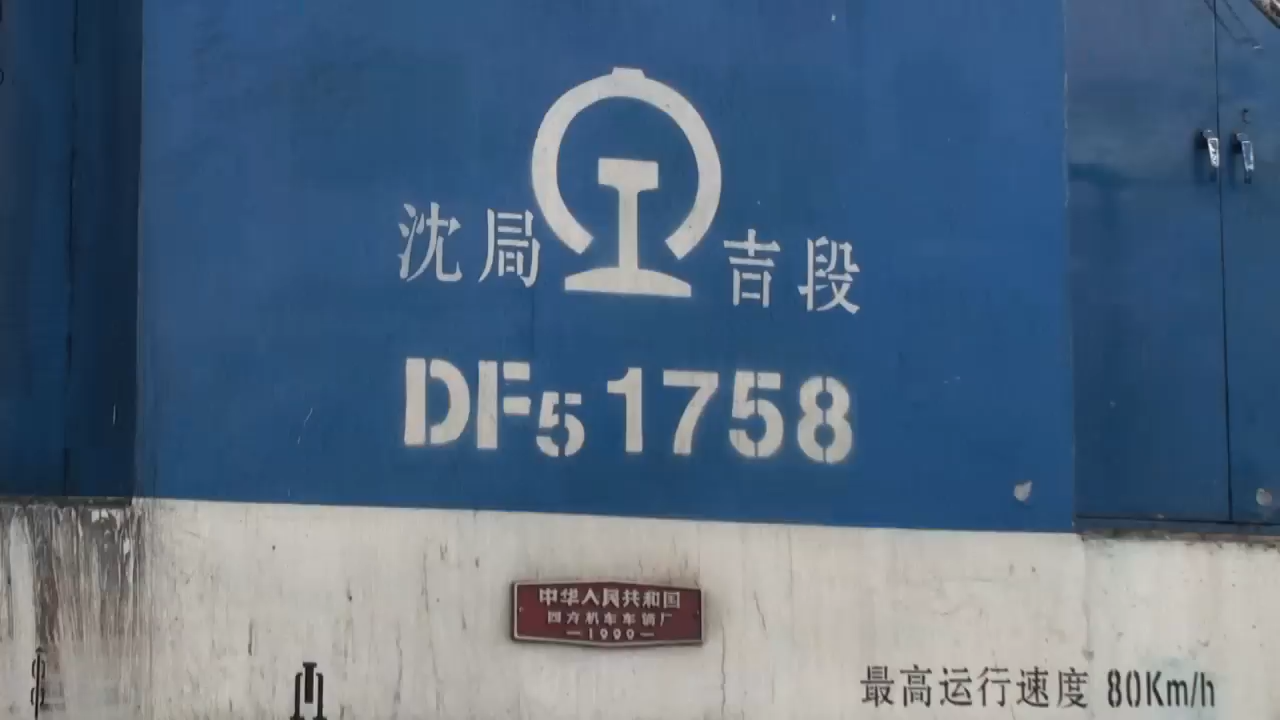 沈局 吉段
DF5 1758
中华人民共和国
四方机车车辆厂
—1999—
最高运行速度 80Km/h